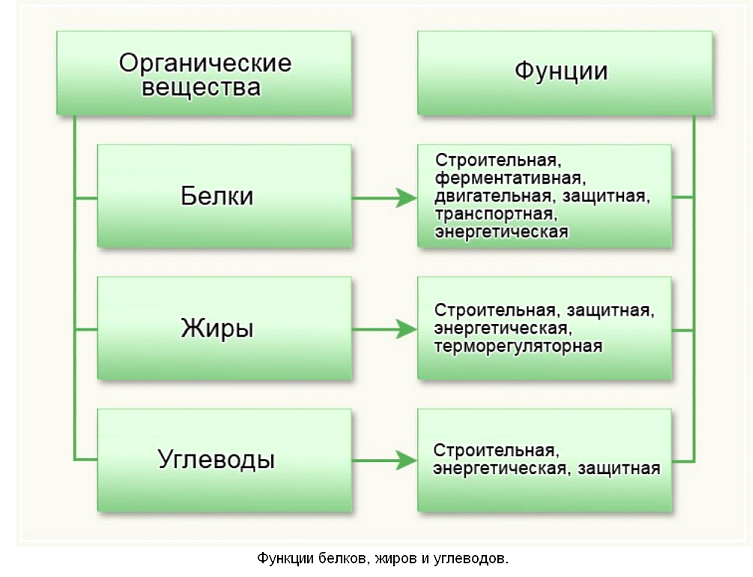 Органические
вещества
Фунции
Белки
Строительная,
ферментативная,
двигательная, защитная,
транспортная,
энергетическая
Жиры
Строительная, защитная,
энергетическая,
терморегуляторная
Углеводы
Строительная,
энергетическая, защитная
Функции белков, жиров и углеводов.